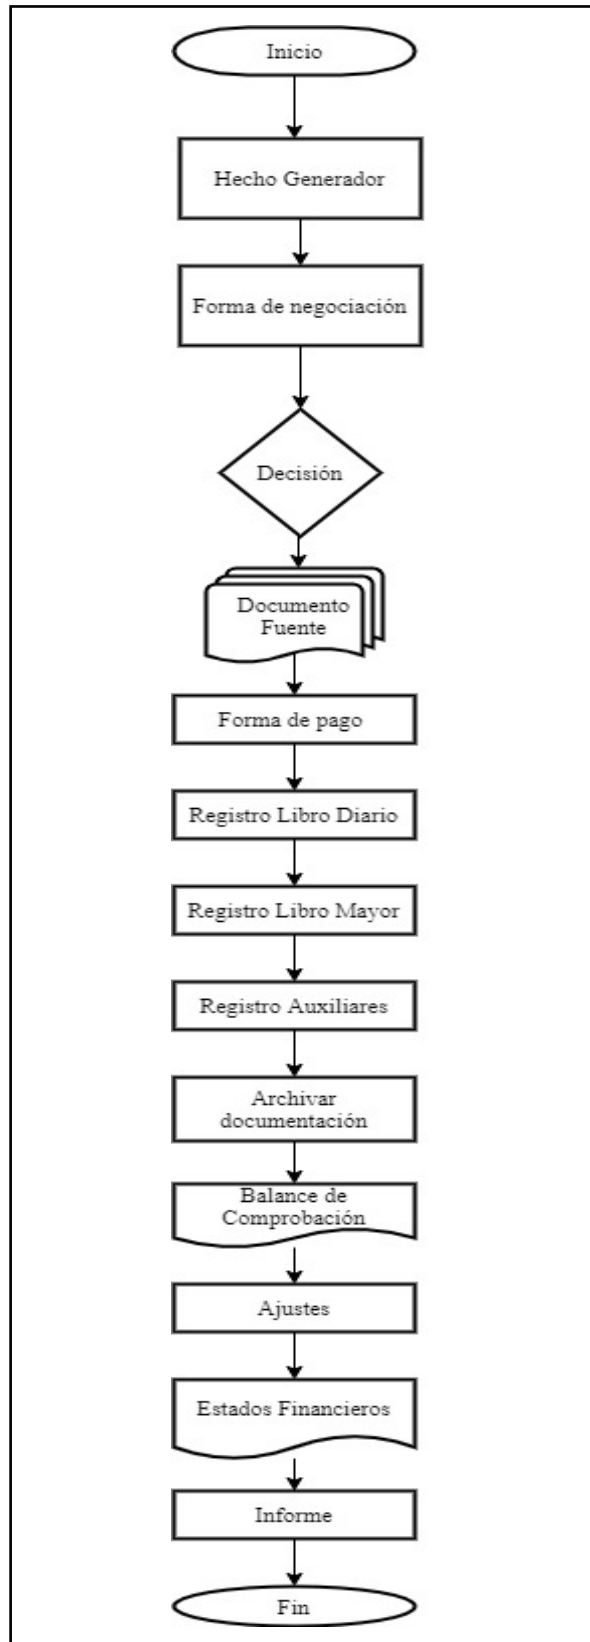 Inicio
Hecho Generador
Forma de negociación
Decisión
Documento
Fuente
Forma de pago
Registro Libro Diario
Registro Libro Mayor
Registro Auxiliares
Archivar
documentación
Balance de
Comprobación
Ajustes
Estados Financieros
Informe
Fin